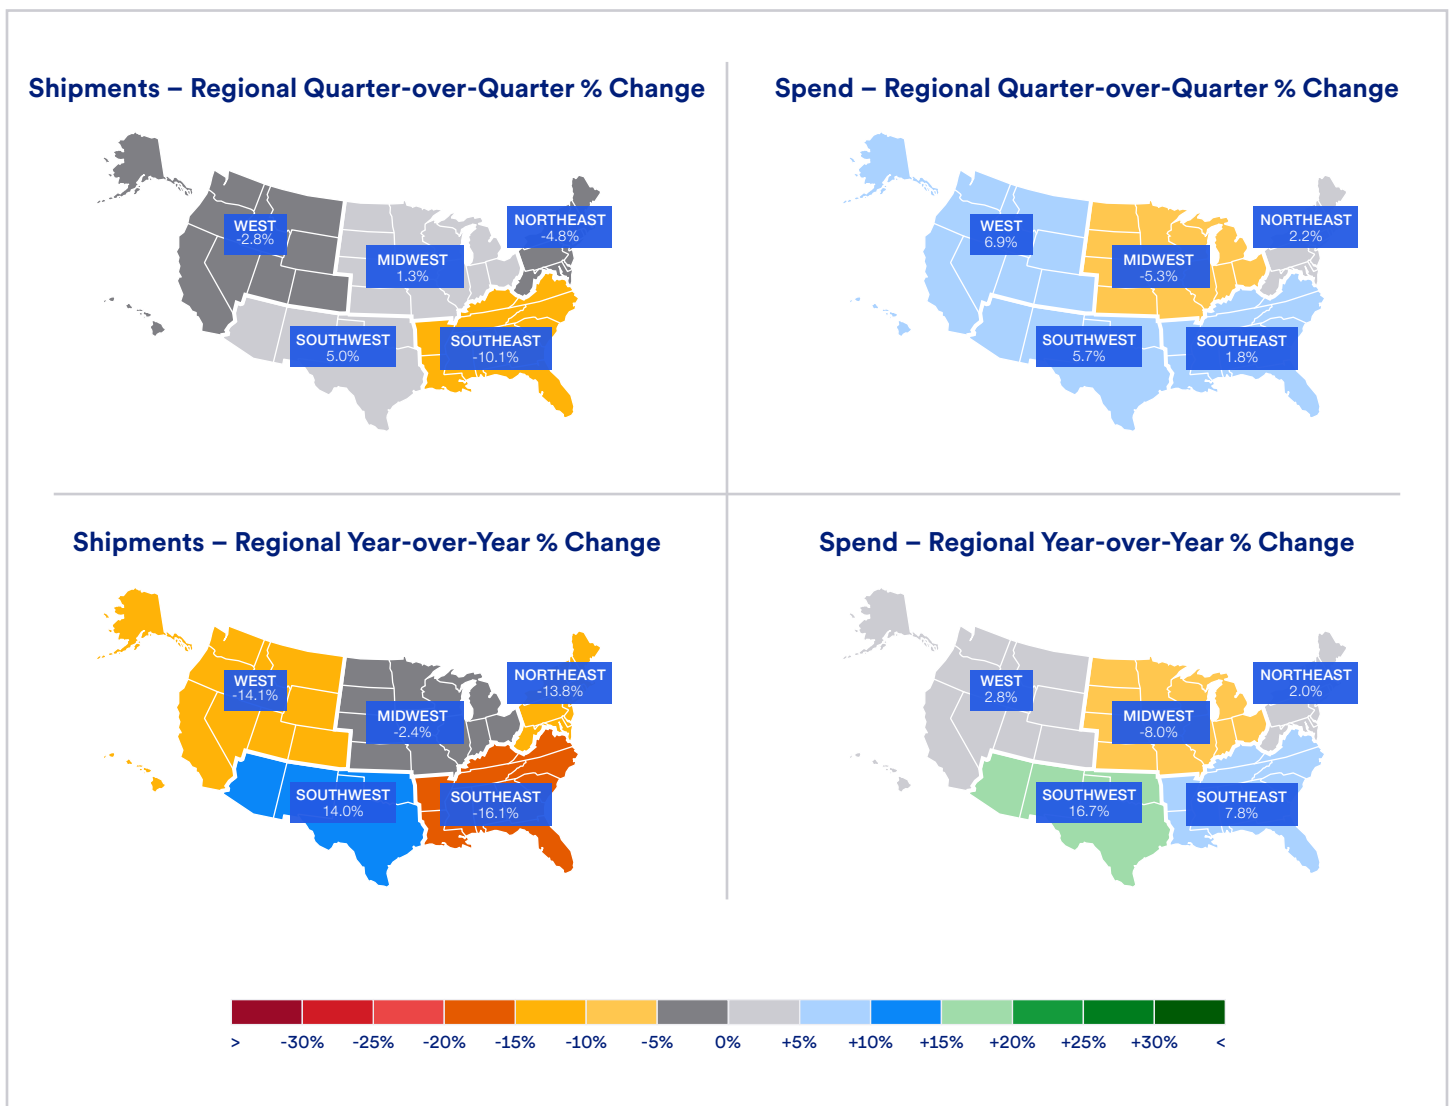 Shipments – Regional Quarter-over-Quarter % Change
WEST
-2.8%
MIDWEST
1.3%
NORTHEAST
-4.8%
SOUTHWEST
5.0%
SOUTHEAST
-10.1%
Spend – Regional Quarter-over-Quarter % Change
WEST
6.9%
MIDWEST
-5.3%
NORTHEAST
2.2%
SOUTHWEST
5.7%
SOUTHEAST
1.8%
Shipments – Regional Year-over-Year % Change
WEST
-14.1%
MIDWEST
-2.4%
NORTHEAST
-13.8%
SOUTHWEST
14.0%
SOUTHEAST
-16.1%
Spend – Regional Year-over-Year % Change
WEST
2.8%
MIDWEST
-8.0%
NORTHEAST
2.0%
SOUTHWEST
16.7%
SOUTHEAST
7.8%
> -30% -25% -20% -15% -10% -5% 0% +5% +10% +15% +20% +25% +30% <